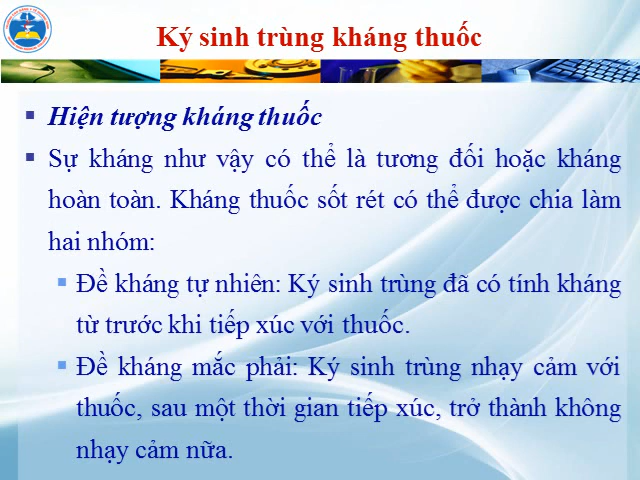 Ký sinh trùng kháng thuốc
Hiện tượng kháng thuốc
Sự kháng như vậy có thể là tương đối hoặc kháng
hoàn toàn. Kháng thuốc sốt rét có thể được chia làm
hai nhóm:
Đề kháng tự nhiên: Ký sinh trùng đã có tính kháng
từ trước khi tiếp xúc với thuốc.
Đề kháng mắc phải: Ký sinh trùng nhạy cảm với
thuốc, sau một thời gian tiếp xúc, trở thành không
nhạy cảm nữa.